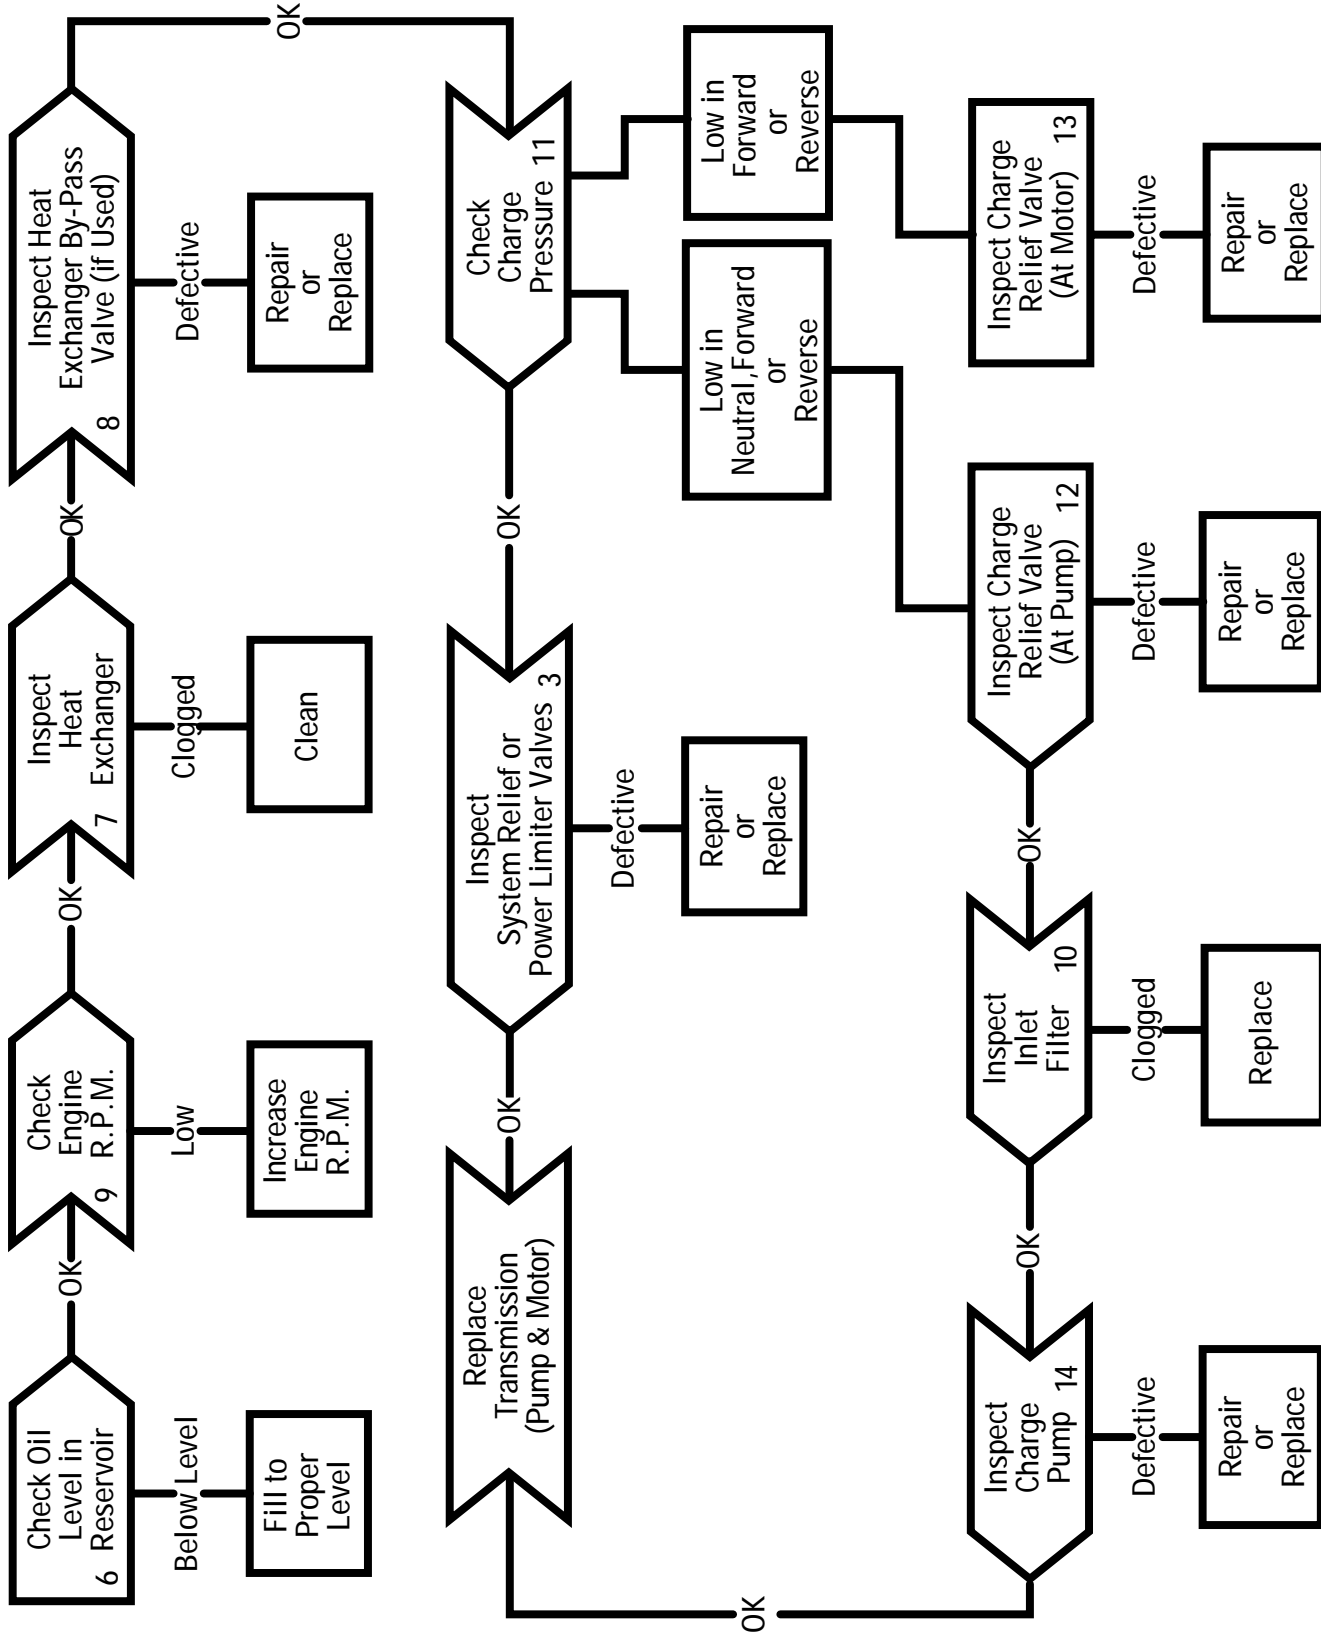 Check Oil
Level in
6 Reservoir
Below Level
Fill to
Proper
Level
OK
Check
Engine
9 R.P.M.
Low
Increase
Engine
R.P.M.
OK
Inspect
Heat
7 Exchanger
Clogged
Clean
OK
Inspect Heat
Exchanger By-Pass
8 Valve (if Used)
Defective
Repair
or
Replace
OK
Check
Charge
Pressure 11
Low in
Forward
or
Reverse
Low in
Neutral,Forward
or
Reverse
OK
Inspect
System Relief or
Power Limiter Valves 3
Defective
Repair
or
Replace
OK
Replace
Transmission
(Pump & Motor)
Inspect Charge
Relief Valve
(At Motor) 13
Defective
Repair
or
Replace
Inspect Charge
Relief Valve
(At Pump) 12
Defective
Repair
or
Replace
OK
Inspect
Inlet
Filter 10
Clogged
Replace
OK
Inspect
Charge
Pump 14
Defective
Repair
or
Replace
OK